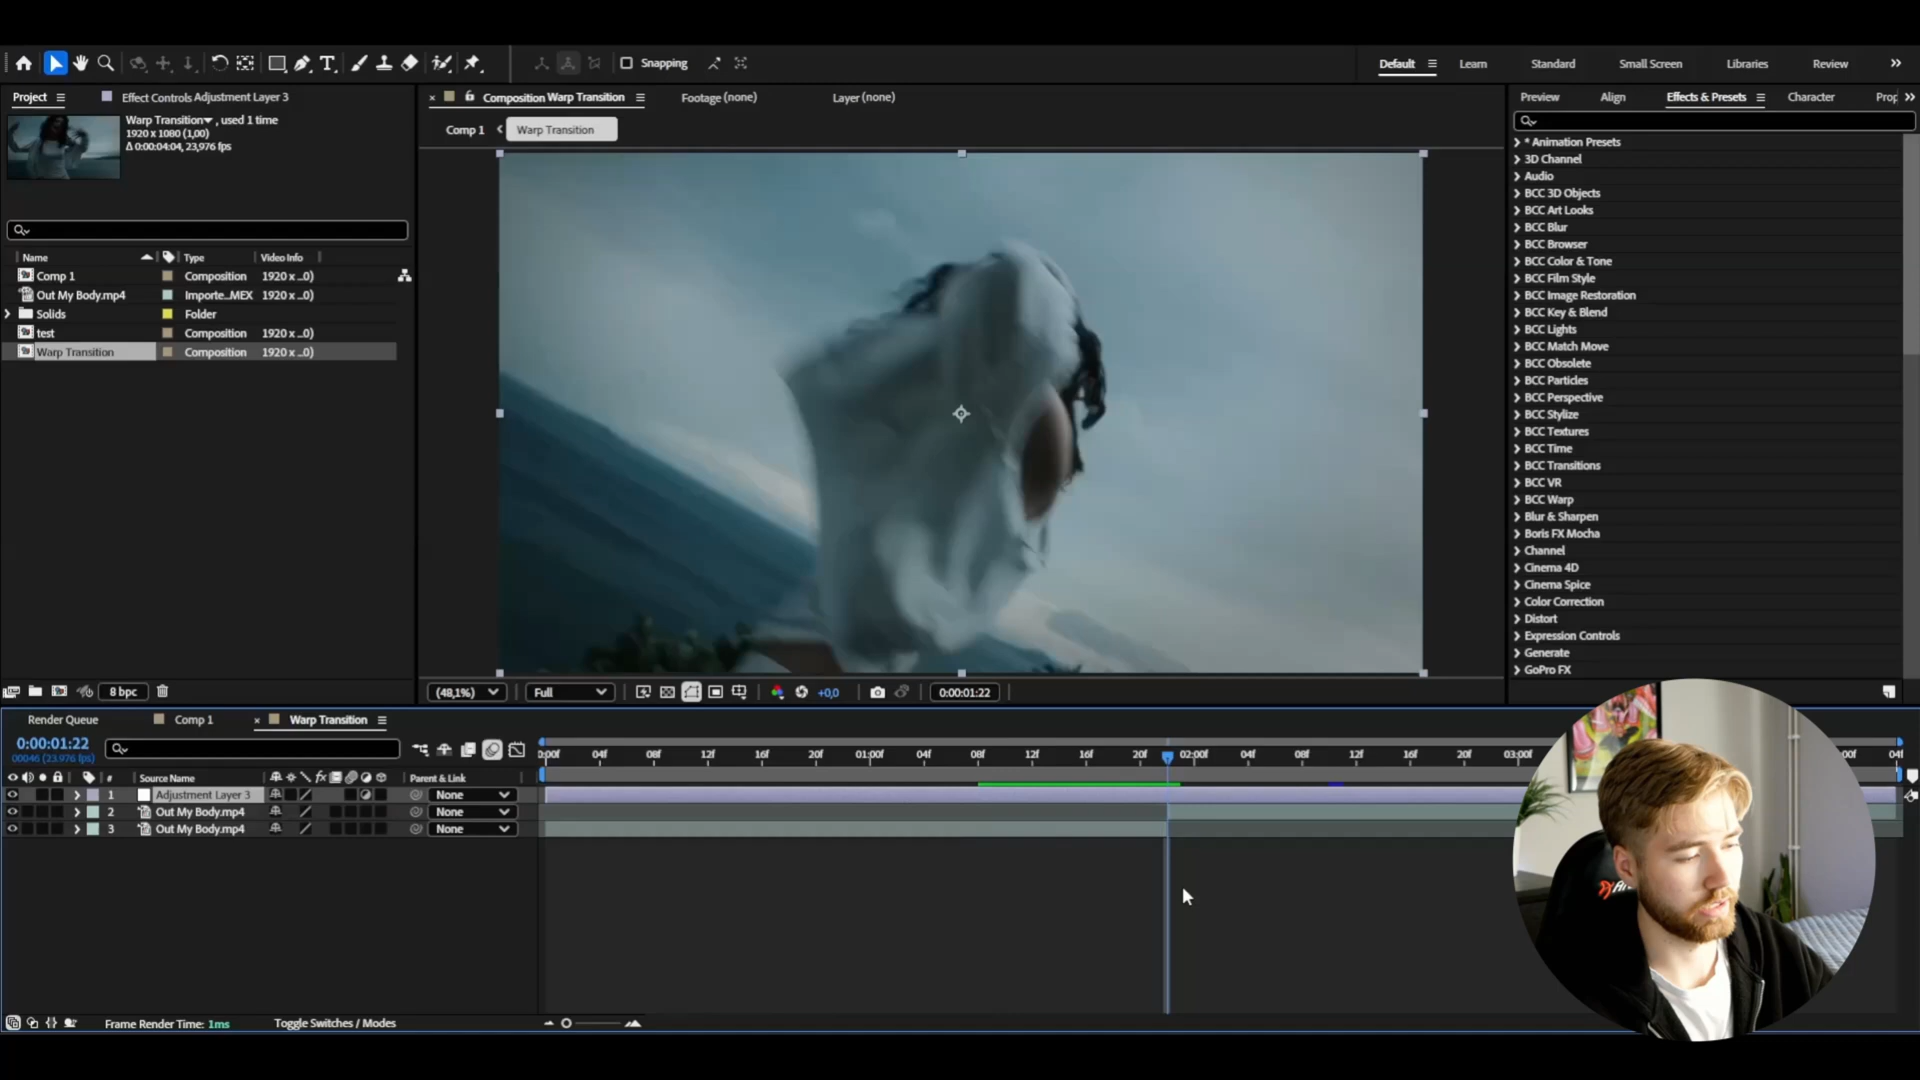 Snapping
Default
Learn
Standard
Small Screen
Libraries
Review
Project
Effect Controls Adjustment Layer 3
Composition Warp Transition
Footage (none)
Layer (none)
Preview
Align
Effects & Presets
Character
Warp Transition , used 1 time
1920 x 1080 (1,00)
Δ 0:00:04:04, 23,976 fps
Comp 1
Warp Transition
Name
Type
Video Info
Comp 1 Composition 1920 x ...0)
Out My Body.mp4 Importe...MEX 1920 x ...0)
Solids Folder
test Composition 1920 x ...0)
Warp Transition Composition 1920 x ...0)
* Animation Presets
3D Channel
Audio
BCC 3D Objects
BCC Art Looks
BCC Blur
BCC Browser
BCC Color & Tone
BCC Film Style
BCC Image Restoration
BCC Key & Blend
BCC Lights
BCC Match Move
BCC Obsolete
BCC Particles
BCC Perspective
BCC Stylize
BCC Textures
BCC Time
BCC Transitions
BCC VR
BCC Warp
Blur & Sharpen
Boris FX Mocha
Channel
Cinema 4D
Cinema Spice
Color Correction
Distort
Expression Controls
Generate
GoPro FX
8 bpc
(48,1%)
Full
+0,0
0:00:01:22
Render Queue
Comp 1
Warp Transition
0:00:01:22
00046 (23.976 fps)
0:00f 04f 08f 12f 16f 20f 01:00f 04f 08f 12f 16f 20f 02:00f 04f 08f 12f 16f 20f 03:00f
# Source Name
Parent & Link
1 Adjustment Layer 3 None
2 Out My Body.mp4 None
3 Out My Body.mp4 None
Frame Render Time: 1ms
Toggle Switches / Modes